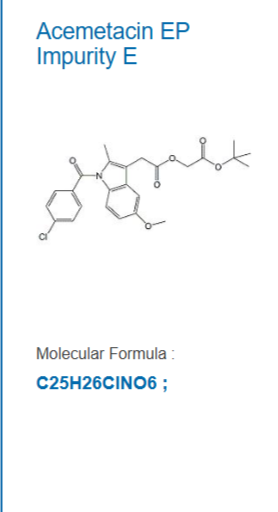 Acemetacin EP
Impurity E
O
O
O
O
O
N
O
Cl
Molecular Formula :
C25H26ClNO6 ;